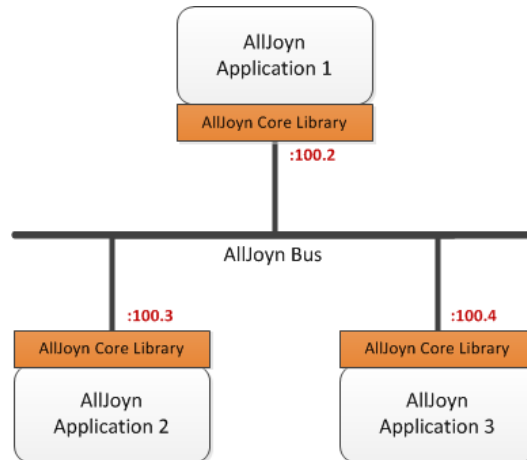 AllJoyn
Application 1
AllJoyn Core Library
:100.2
AllJoyn Bus
:100.3
:100.4
AllJoyn Core Library
AllJoyn Core Library
AllJoyn
Application 2
AllJoyn
Application 3